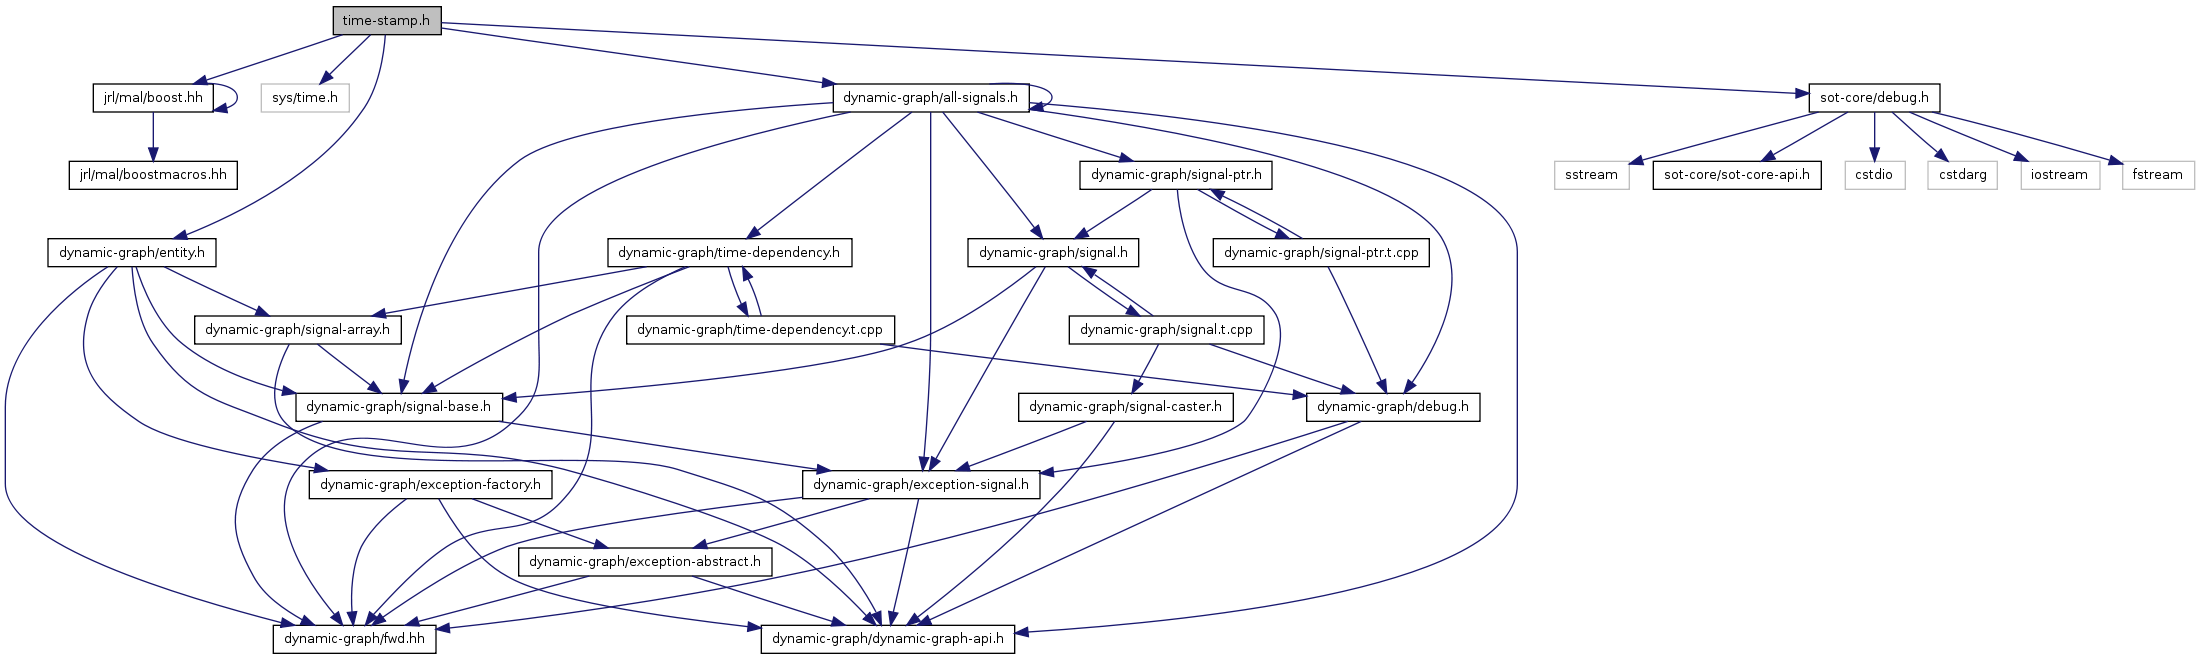 time-stamp.h
jrl/mal/boost.hh
sys/time.h
dynamic-graph/all-signals.h
sot-core/debug.h
jrl/mal/boostmacros.hh
dynamic-graph/signal-ptr.h
sstream
sot-core/sot-core-api.h
cstdio
cstdarg
iostream
fstream
dynamic-graph/entity.h
dynamic-graph/time-dependency.h
dynamic-graph/signal.h
dynamic-graph/signal-ptr.t.cpp
dynamic-graph/signal-array.h
dynamic-graph/time-dependency.t.cpp
dynamic-graph/signal.t.cpp
dynamic-graph/signal-base.h
dynamic-graph/signal-caster.h
dynamic-graph/debug.h
dynamic-graph/exception-factory.h
dynamic-graph/exception-signal.h
dynamic-graph/exception-abstract.h
dynamic-graph/fwd.hh
dynamic-graph/dynamic-graph-api.h